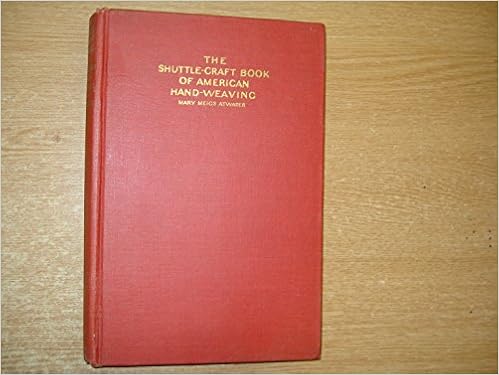 THE
SHUTTLE-CRAFT BOOK
OF AMERICAN
HAND-WEAVING
MARY MEIGS ATWATER